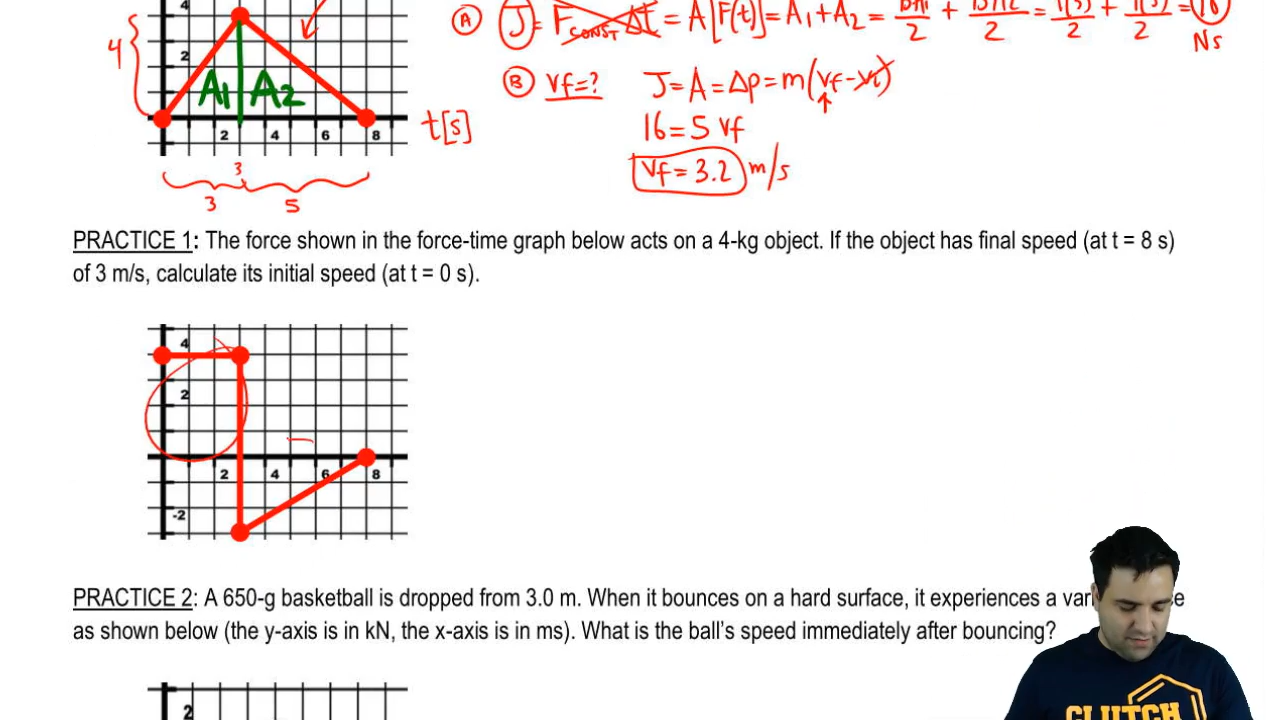 4
(A) J = F_CONST Δt = A[F(t)] = A1 + A2 = /2 + /2 = /2 + /2 = 16
Ns
4
2
A1 A2
2 4 6 8
t[s]
3
3 5
(B) Vf = ? J = A = Δp = m(Vf - Vi)
16 = 5 Vf
Vf = 3.2 m/s
PRACTICE 1: The force shown in the force-time graph below acts on a 4-kg object. If the object has final speed (at t = 8 s)
of 3 m/s, calculate its initial speed (at t = 0 s).
4
2
2 4 6 8
-2
PRACTICE 2: A 650-g basketball is dropped from 3.0 m. When it bounces on a hard surface, it experiences a
as shown below (the y-axis is in kN, the x-axis is in ms). What is the ball's speed immediately after bouncing?
2
CLUTCH